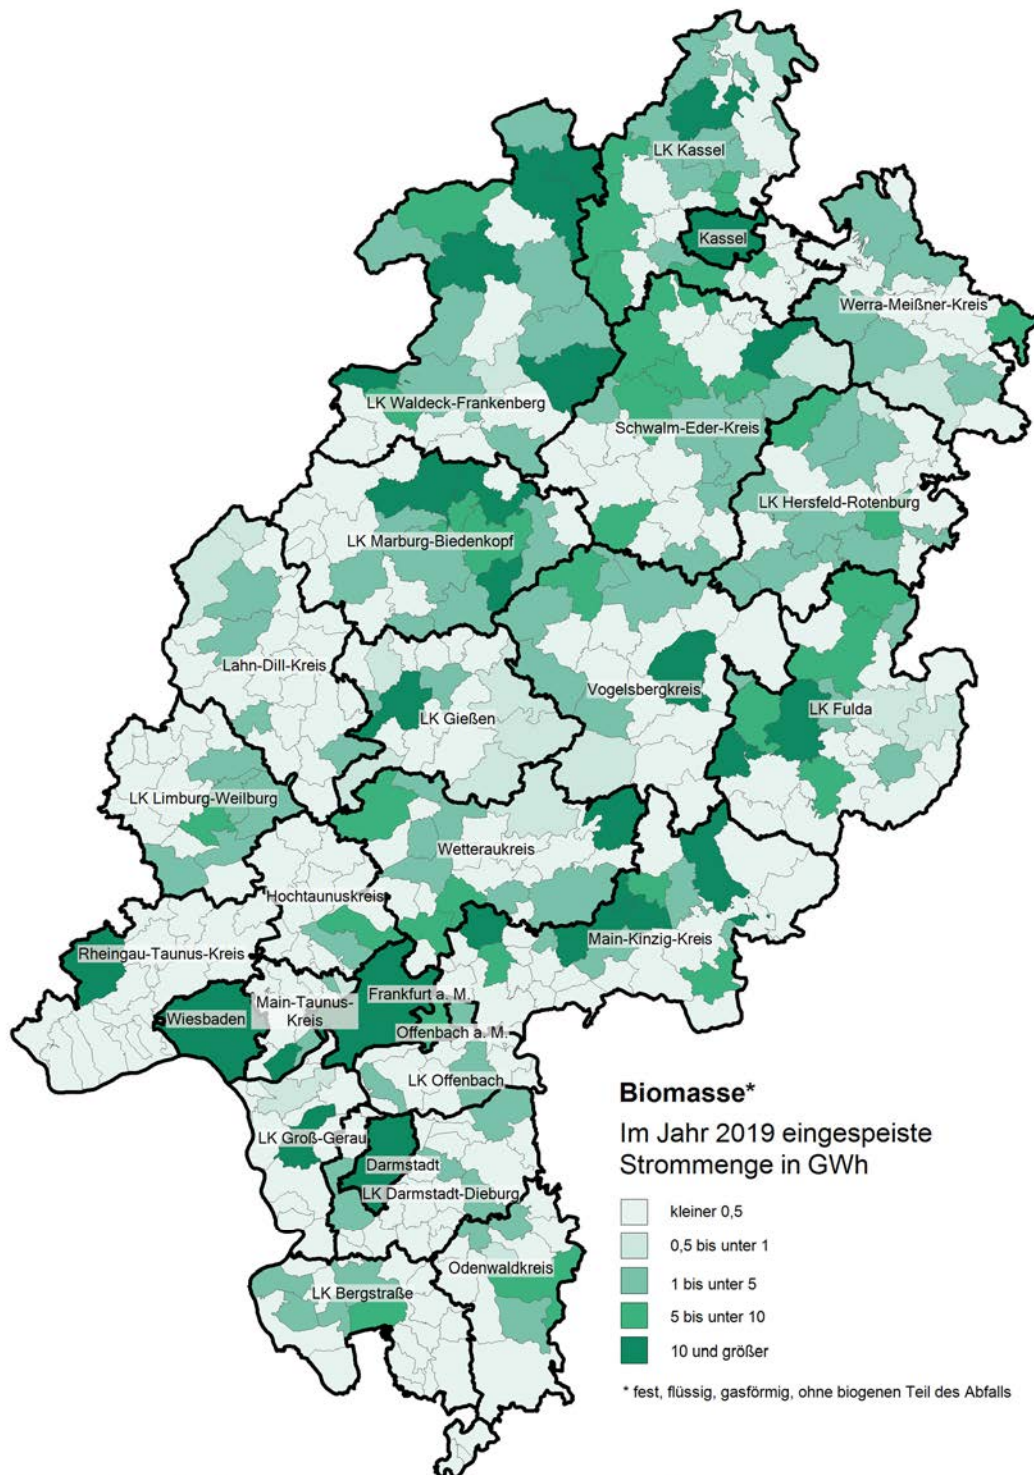 LK Kassel
Kassel
Werra-Meißner-Kreis
LK Waldeck-Frankenberg
Schwalm-Eder-Kreis
LK Hersfeld-Rotenburg
LK Marburg-Biedenkopf
Lahn-Dill-Kreis
Vogelsbergkreis
LK Gießen
LK Fulda
LK Limburg-Weilburg
Wetteraukreis
Hochtaunuskreis
Main-Kinzig-Kreis
Rheingau-Taunus-Kreis
Frankfurt a. M.
Main-Taunus-
Kreis
Wiesbaden
Offenbach a. M.
LK Offenbach
LK Groß-Gerau
Darmstadt
LK Darmstadt-Dieburg
Odenwaldkreis
LK Bergstraße
Biomasse*
Im Jahr 2019 eingespeiste
Strommenge in GWh
kleiner 0,5
0,5 bis unter 1
1 bis unter 5
5 bis unter 10
10 und größer
* fest, flüssig, gasförmig, ohne biogenen Teil des Abfalls